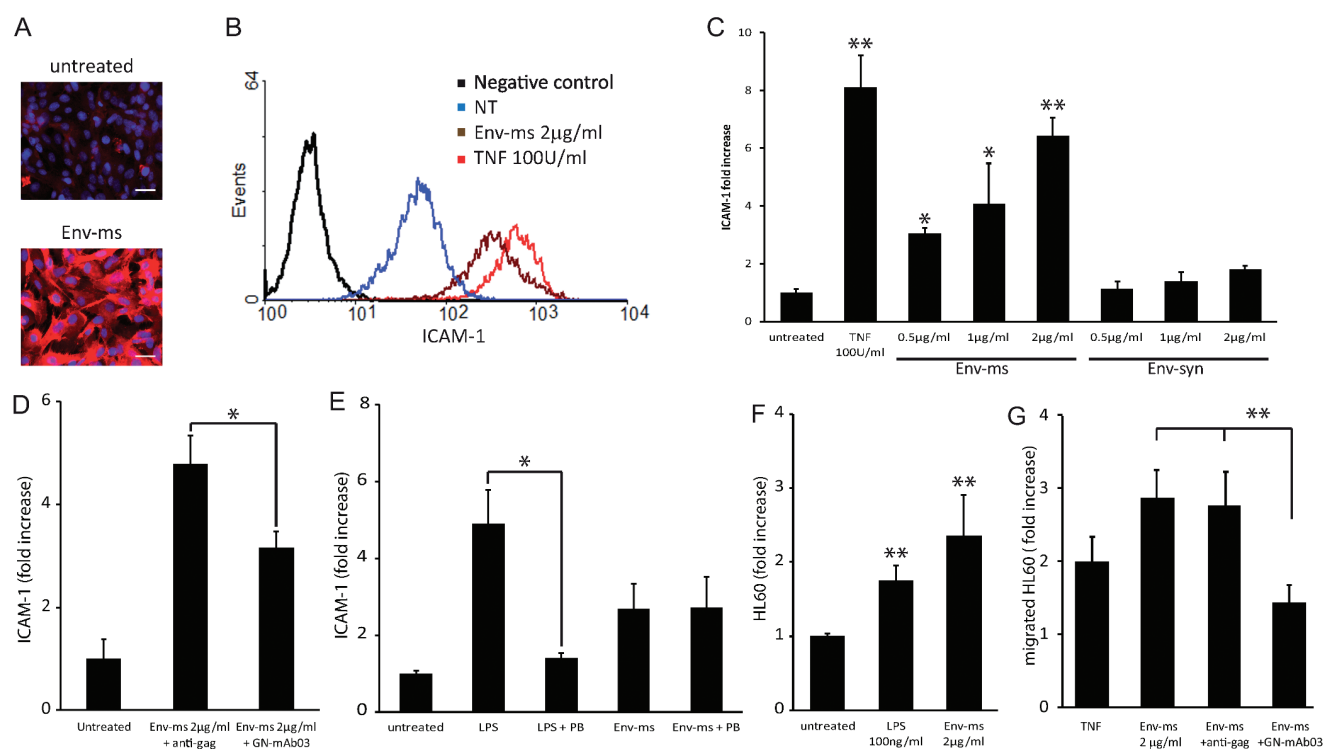 A
untreated
Env-ms
B
64
Events
0
10⁰
10¹
10²
10³
10⁴
ICAM-1
Negative control
NT
Env-ms 2μg/ml
TNF 100U/ml
C
ICAM-1 fold increase
10
8
6
4
2
0
**
*
*
**
untreated
TNF
100U/ml
0.5μg/ml
1μg/ml
2μg/ml
0.5μg/ml
1μg/ml
2μg/ml
Env-ms
Env-syn
D
ICAM-1 (fold increase)
6
4
2
0
*
Untreated
Env-ms 2μg/ml
+ anti-gag
Env-ms 2μg/ml
+ GN-mAb03
E
ICAM-1 (fold increase)
8
6
4
2
0
*
untreated
LPS
LPS + PB
Env-ms
Env-ms + PB
F
HL60 (fold increase)
4
3
2
1
0
**
**
untreated
LPS
100ng/ml
Env-ms
2μg/ml
G
migrated HL60 ( fold increase)
4
3
2
1
0
**
TNF
Env-ms
2 μg/ml
Env-ms
+anti-gag
Env-ms
+GN-mAb03